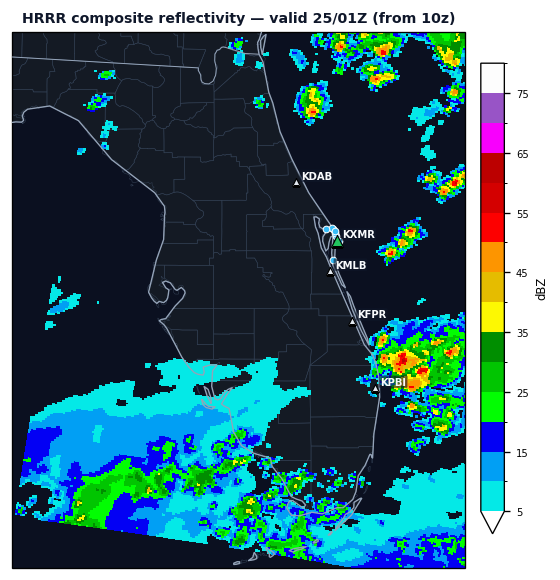 HRRR composite reflectivity — valid 25/01Z (from 10z)
KDAB
KXMR
KMLB
KFPR
KPBI
75
65
55
45
35
25
15
5
dBZ